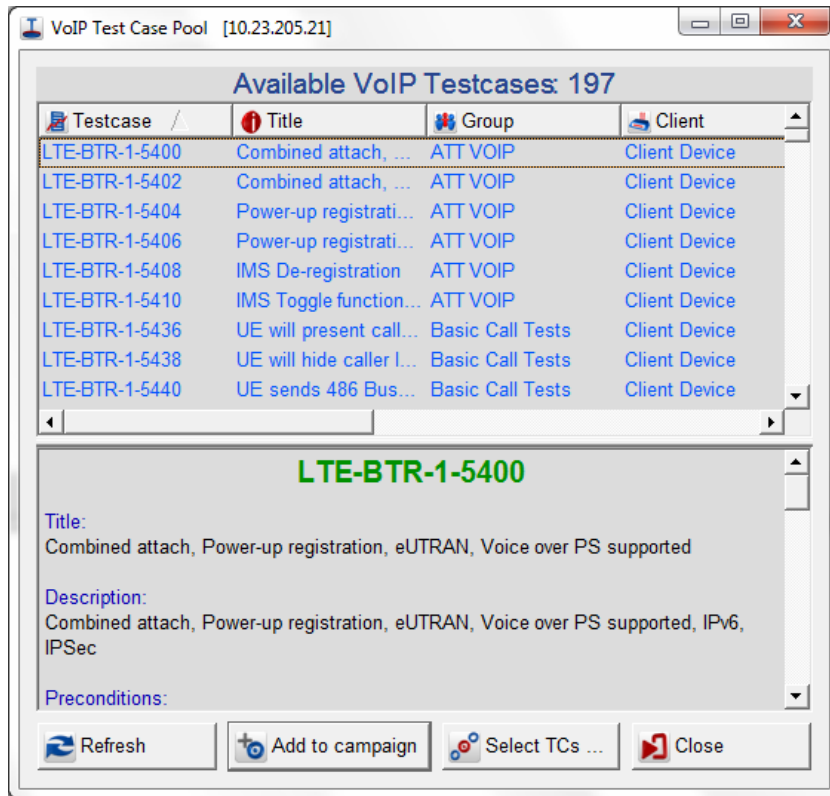 VoIP Test Case Pool [10.23.205.21]
Available VoIP Testcases: 197
Testcase Title Group Client
LTE-BTR-1-5400 Combined attach, ... ATT VOIP Client Device
LTE-BTR-1-5402 Combined attach, ... ATT VOIP Client Device
LTE-BTR-1-5404 Power-up registrati... ATT VOIP Client Device
LTE-BTR-1-5406 Power-up registrati... ATT VOIP Client Device
LTE-BTR-1-5408 IMS De-registration ATT VOIP Client Device
LTE-BTR-1-5410 IMS Toggle function... ATT VOIP Client Device
LTE-BTR-1-5436 UE will present call... Basic Call Tests Client Device
LTE-BTR-1-5438 UE will hide caller I... Basic Call Tests Client Device
LTE-BTR-1-5440 UE sends 486 Bus... Basic Call Tests Client Device
LTE-BTR-1-5400
Title:
Combined attach, Power-up registration, eUTRAN, Voice over PS supported
Description:
Combined attach, Power-up registration, eUTRAN, Voice over PS supported, IPv6,
IPSec
Preconditions:
Refresh Add to campaign Select TCs ... Close